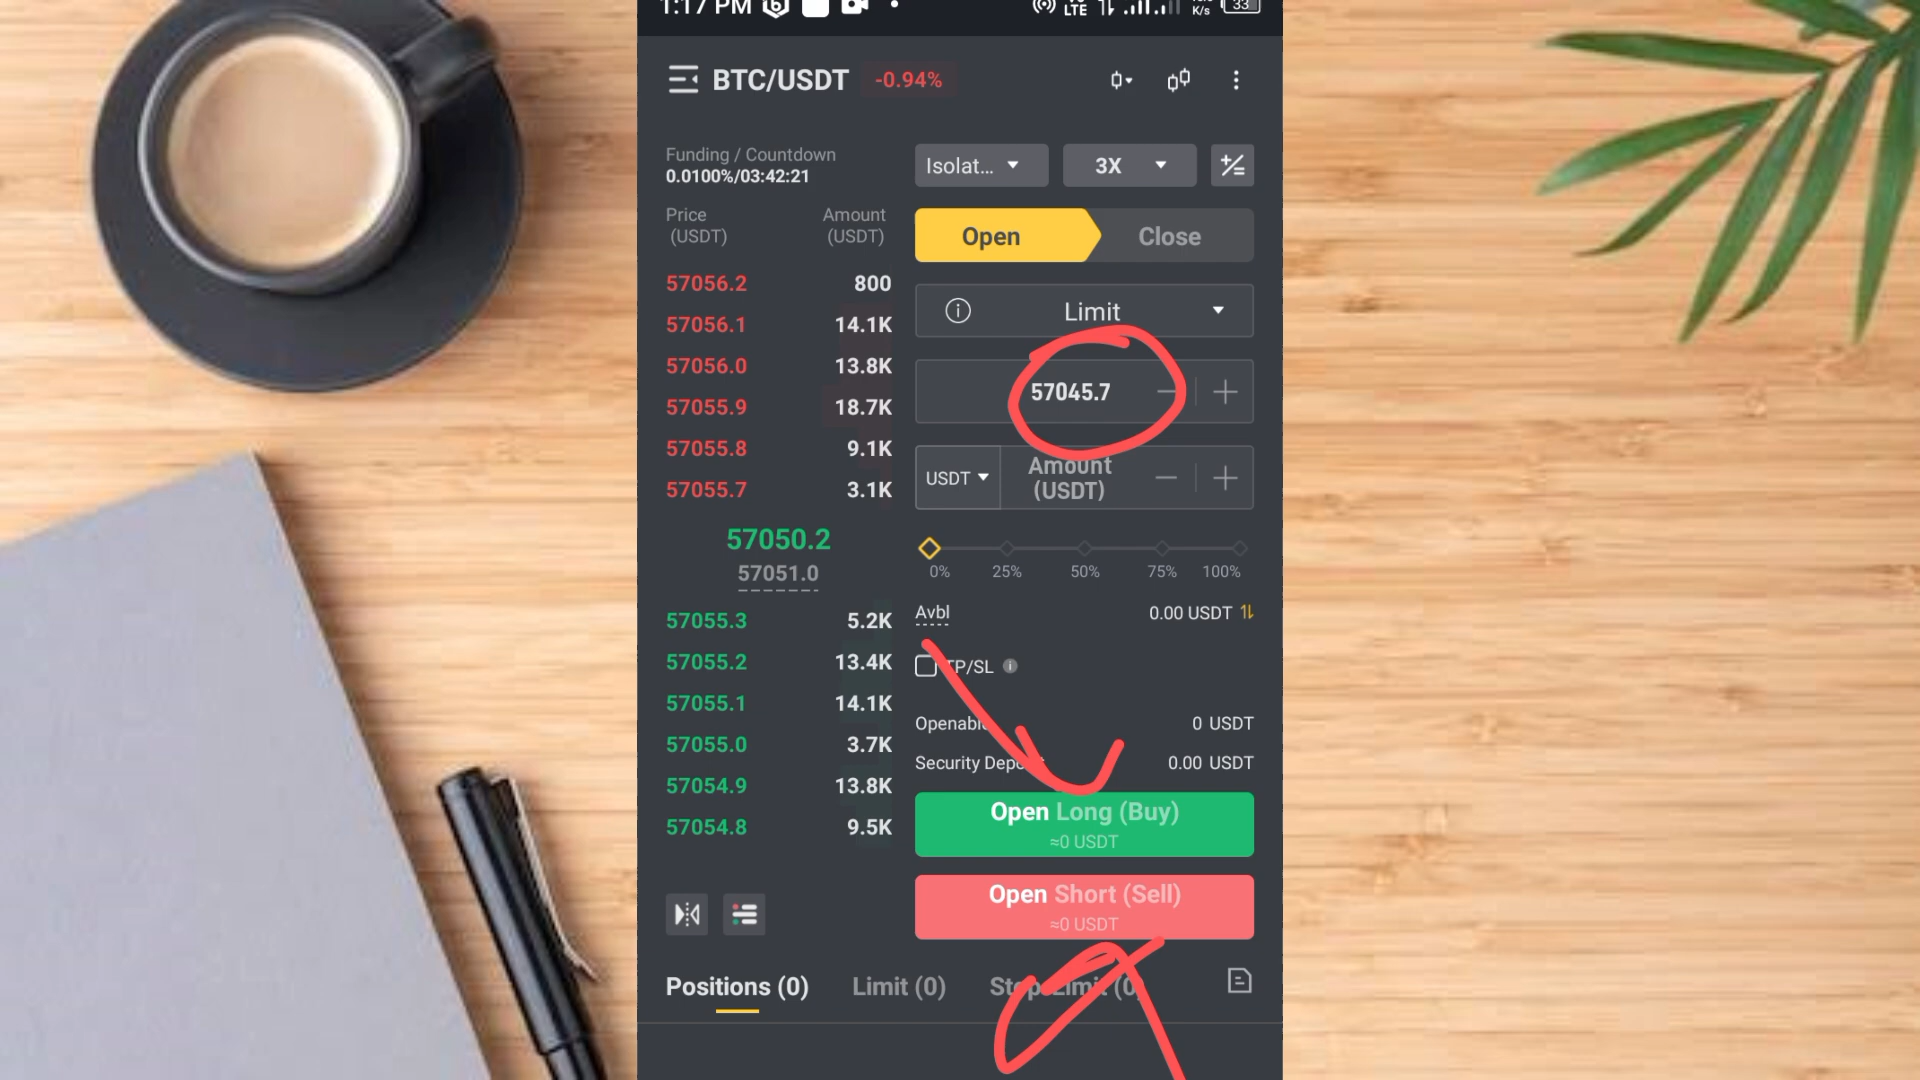 1:17 PM LTE K/s 33
BTC/USDT -0.94%
Funding / Countdown
0.0100%/03:42:21
Isolat... 3X
Price (USDT) Amount (USDT)
Open Close
57056.2 800
57056.1 14.1K
57056.0 13.8K
57055.9 18.7K
57055.8 9.1K
57055.7 3.1K
57050.2
57051.0
57055.3 5.2K
57055.2 13.4K
57055.1 14.1K
57055.0 3.7K
57054.9 13.8K
57054.8 9.5K
Limit
57045.7
USDT Amount (USDT)
0% 25% 50% 75% 100%
Avbl 0.00 USDT
TP/SL
Openable 0 USDT
Security Deposit 0.00 USDT
Open Long (Buy)
≈0 USDT
Open Short (Sell)
≈0 USDT
Positions (0) Limit (0) Stop Limit (0)